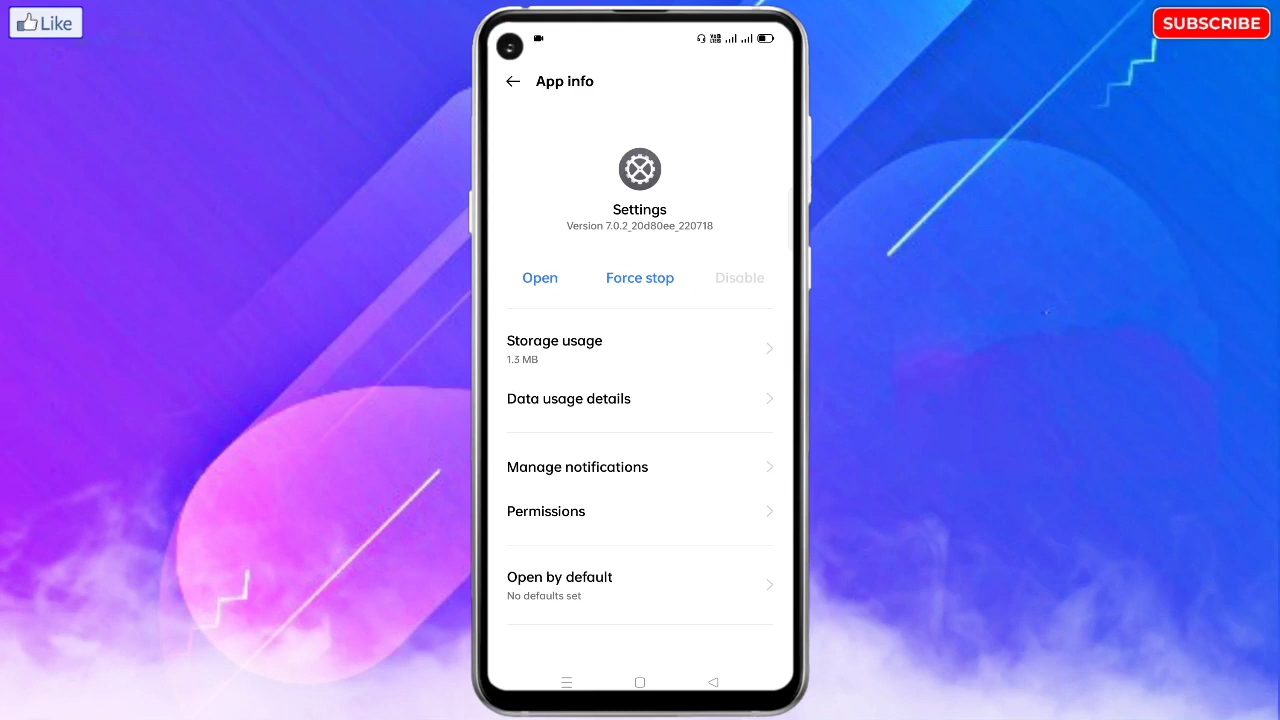 Like
SUBSCRIBE
App info
Settings
Version 7.0.2_20d80ee_220718
Open
Force stop
Disable
Storage usage
1.3 MB
Data usage details
Manage notifications
Permissions
Open by default
No defaults set